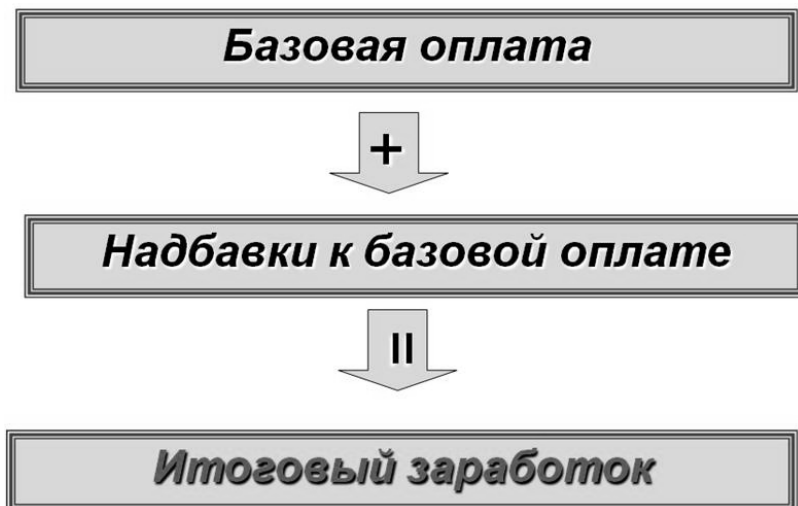 Базовая оплата
+
Надбавки к базовой оплате
=
Итоговый заработок